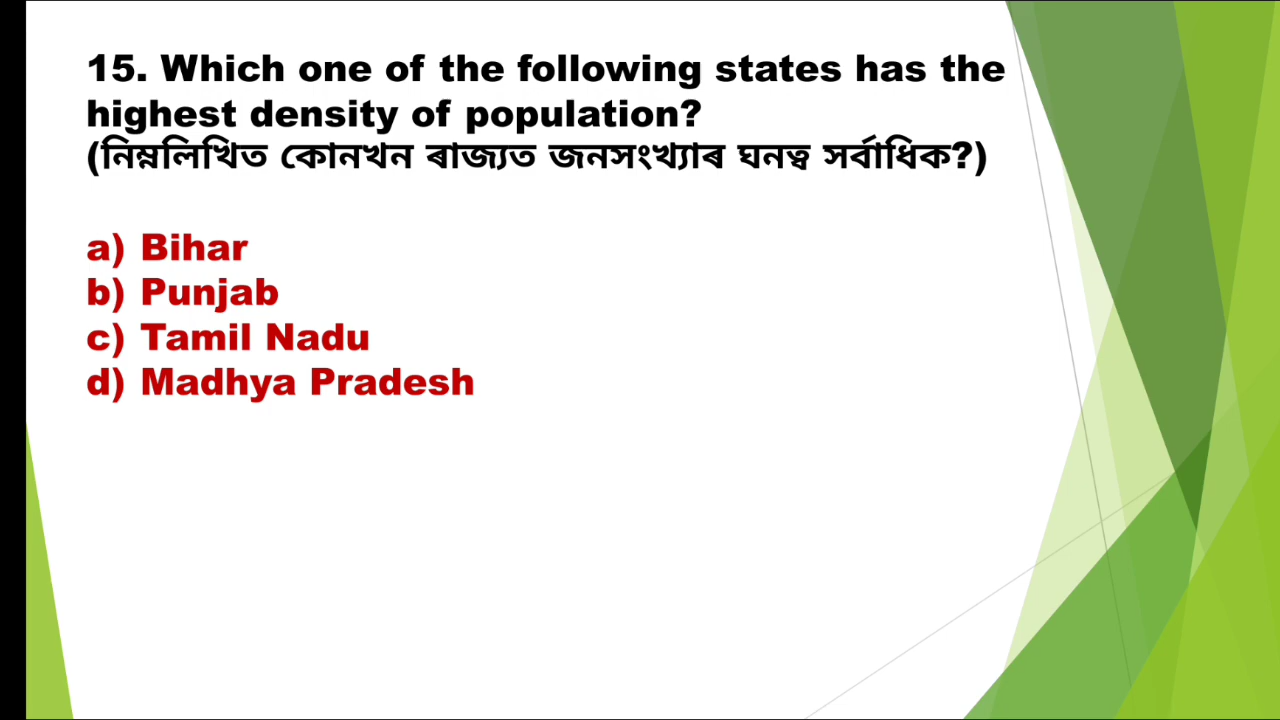 15. Which one of the following states has the
highest density of population?
(নিম্নলিখিত কোনখন ৰাজ্যত জনসংখ্যাৰ ঘনত্ব সৰ্বাধিক?)
a) Bihar
b) Punjab
c) Tamil Nadu
d) Madhya Pradesh